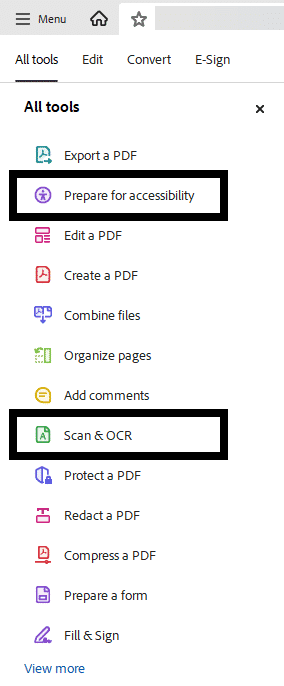 Menu
All tools Edit Convert E-Sign
All tools
Export a PDF
Prepare for accessibility
Edit a PDF
Create a PDF
Combine files
Organize pages
Add comments
Scan & OCR
Protect a PDF
Redact a PDF
Compress a PDF
Prepare a form
Fill & Sign
View more